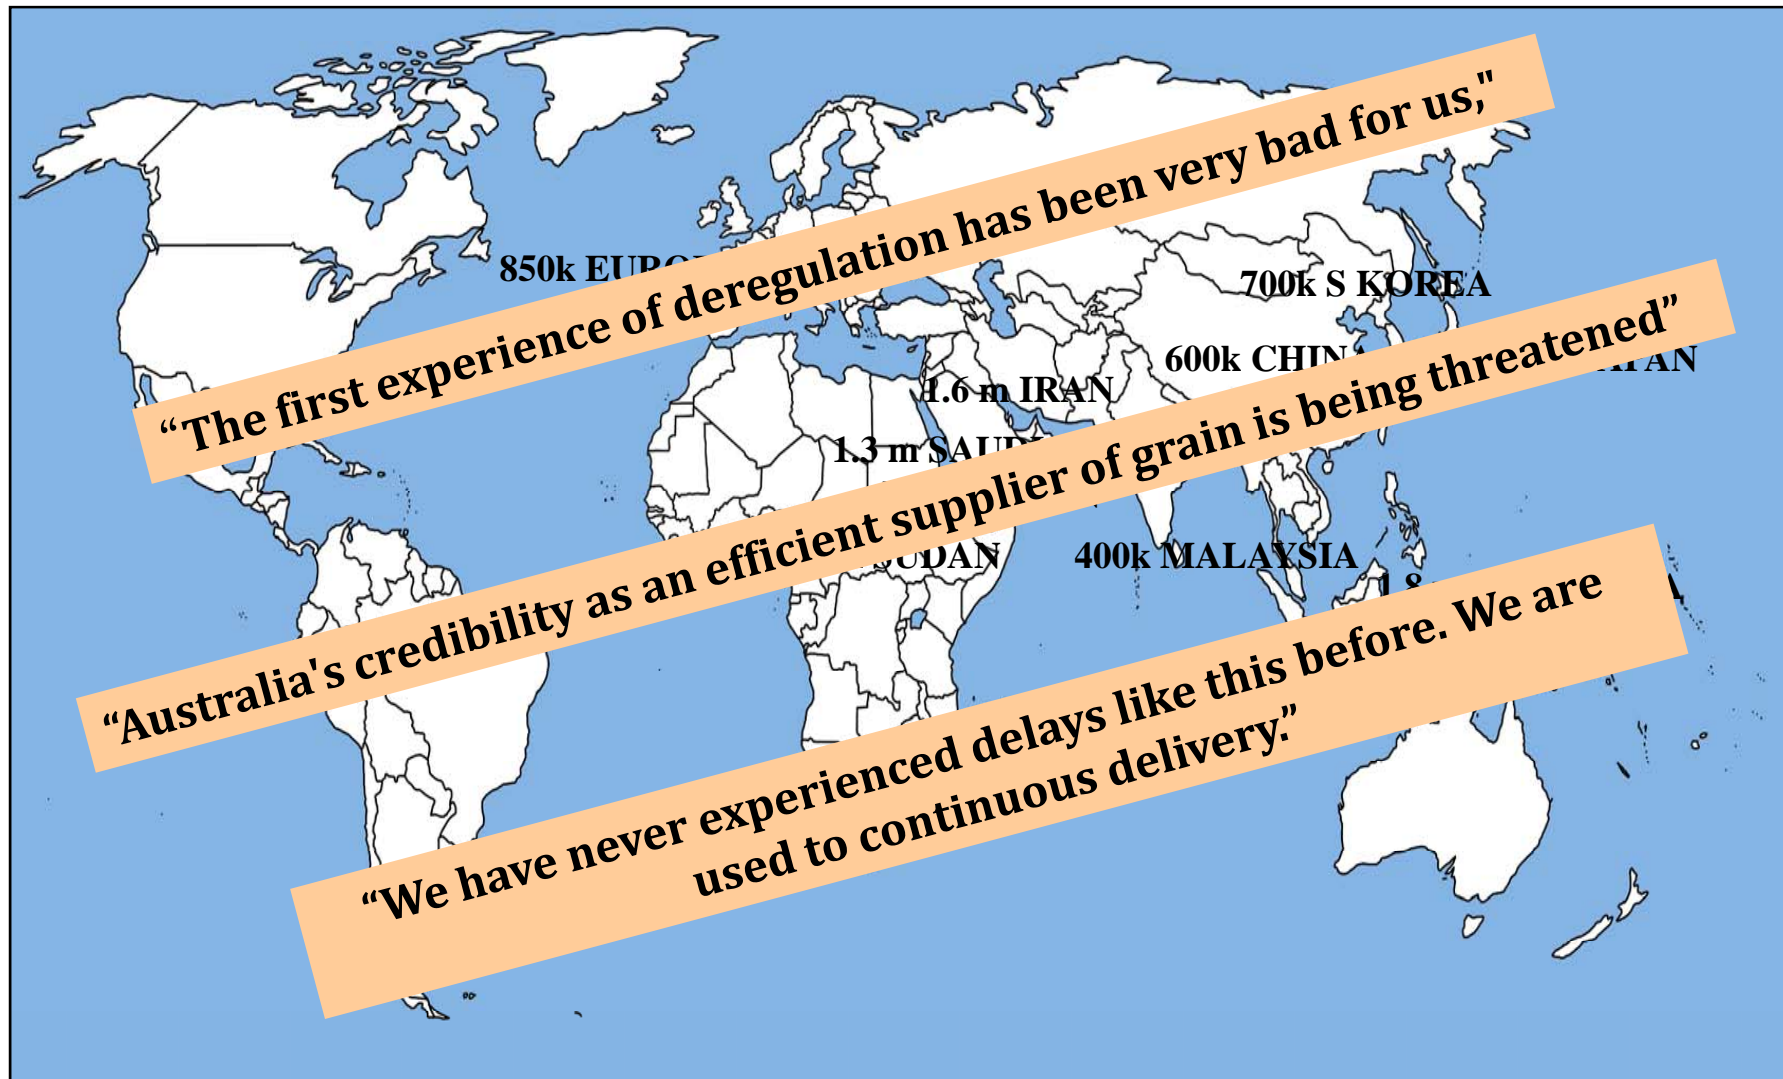 “The first experience of deregulation has been very bad for us,"
850k
700k S KOREA
600k
1.6 m IRAN
1.3 m
“Australia's credibility as an efficient supplier of grain is being threatened”
SUDAN
400k MALAYSIA
“We have never experienced delays like this before. We are
used to continuous delivery.”